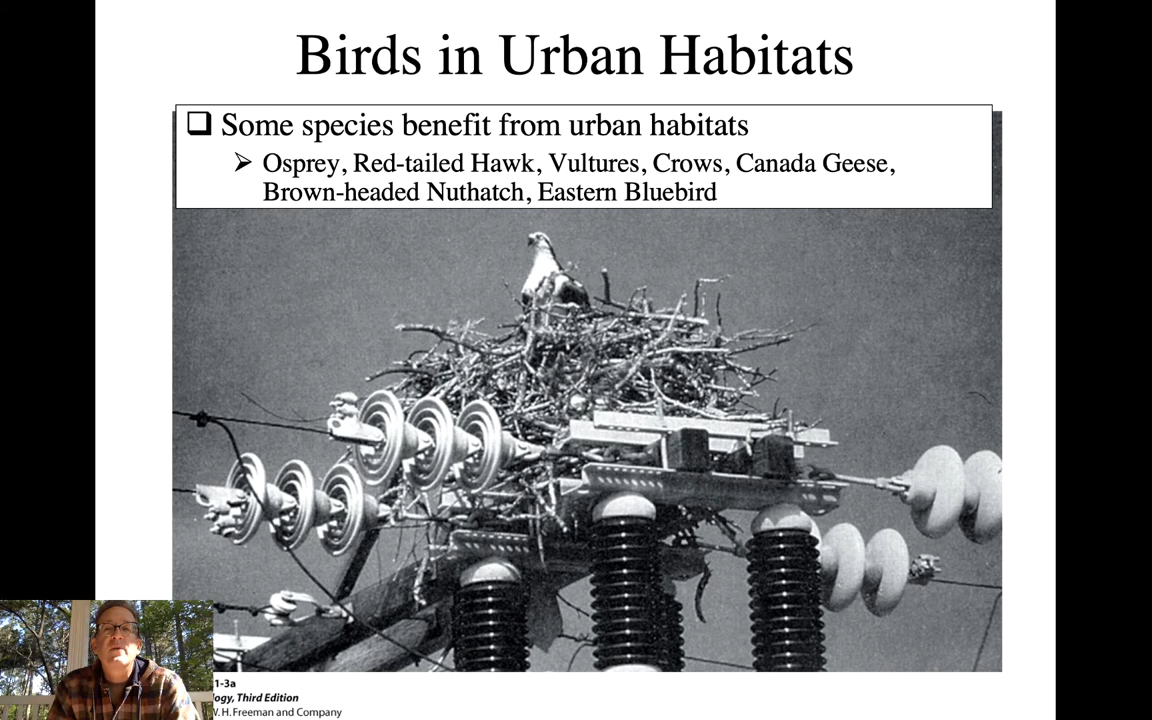 Birds in Urban Habitats
Some species benefit from urban habitats
Osprey, Red-tailed Hawk, Vultures, Crows, Canada Geese,
Brown-headed Nuthatch, Eastern Bluebird
1-3a
logy, Third Edition
W. H. Freeman and Company